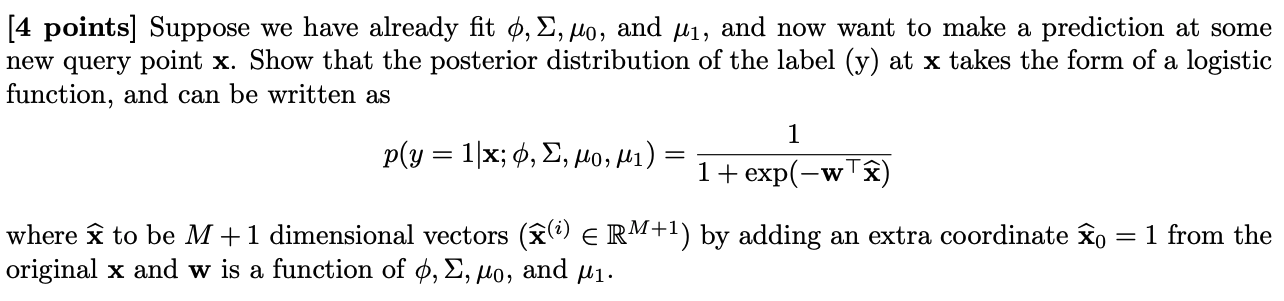 [4 points] Suppose we have already fit ϕ, Σ, μ₀, and μ₁, and now want to make a prediction at some
new query point x. Show that the posterior distribution of the label (y) at x takes the form of a logistic
function, and can be written as
p(y = 1|x; ϕ, Σ, μ₀, μ₁) = 1 / (1 + exp(−w⊤x̂))
where x̂ to be M + 1 dimensional vectors (x̂⁽ⁱ⁾ ∈ ℝᴹ⁺¹) by adding an extra coordinate x̂₀ = 1 from the
original x and w is a function of ϕ, Σ, μ₀, and μ₁.